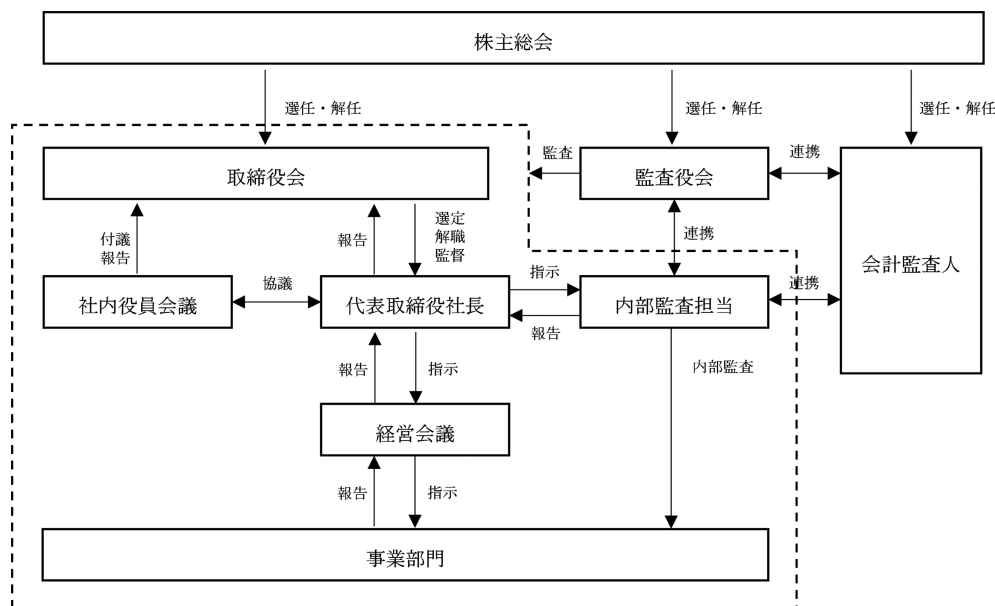 株主総会
選任・解任
選任・解任
選任・解任
取締役会
監査
監査役会
連携
会計監査人
付議
報告
報告
選定
解職
監督
連携
社内役員会議
協議
代表取締役社長
指示
報告
内部監査担当
連携
報告
指示
内部監査
経営会議
報告
指示
事業部門